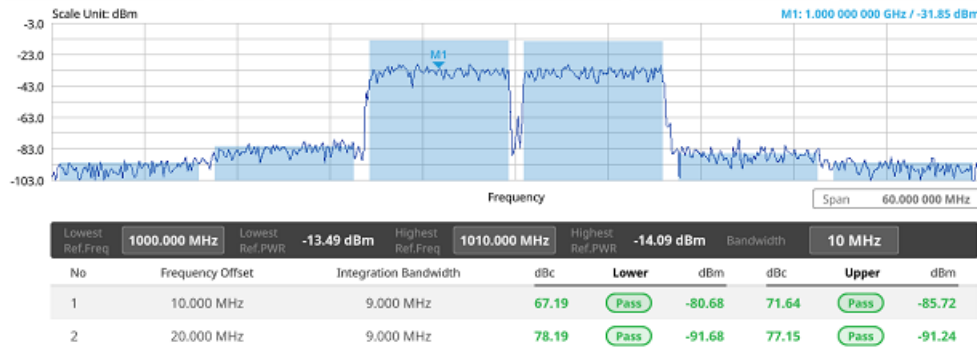 Scale Unit: dBm
M1: 1.000 000 000 GHz / -31.85 dBm
-3.0
-23.0
M1
-43.0
-63.0
-83.0
-103.0
Frequency
Span 60.000 000 MHz
Lowest Ref.Freq 1000.000 MHz Lowest Ref.PWR -13.49 dBm Highest Ref.Freq 1010.000 MHz Highest Ref.PWR -14.09 dBm Bandwidth 10 MHz
No Frequency Offset Integration Bandwidth dBc Lower dBm dBc Upper dBm
1 10.000 MHz 9.000 MHz 67.19 Pass -80.68 71.64 Pass -85.72
2 20.000 MHz 9.000 MHz 78.19 Pass -91.68 77.15 Pass -91.24